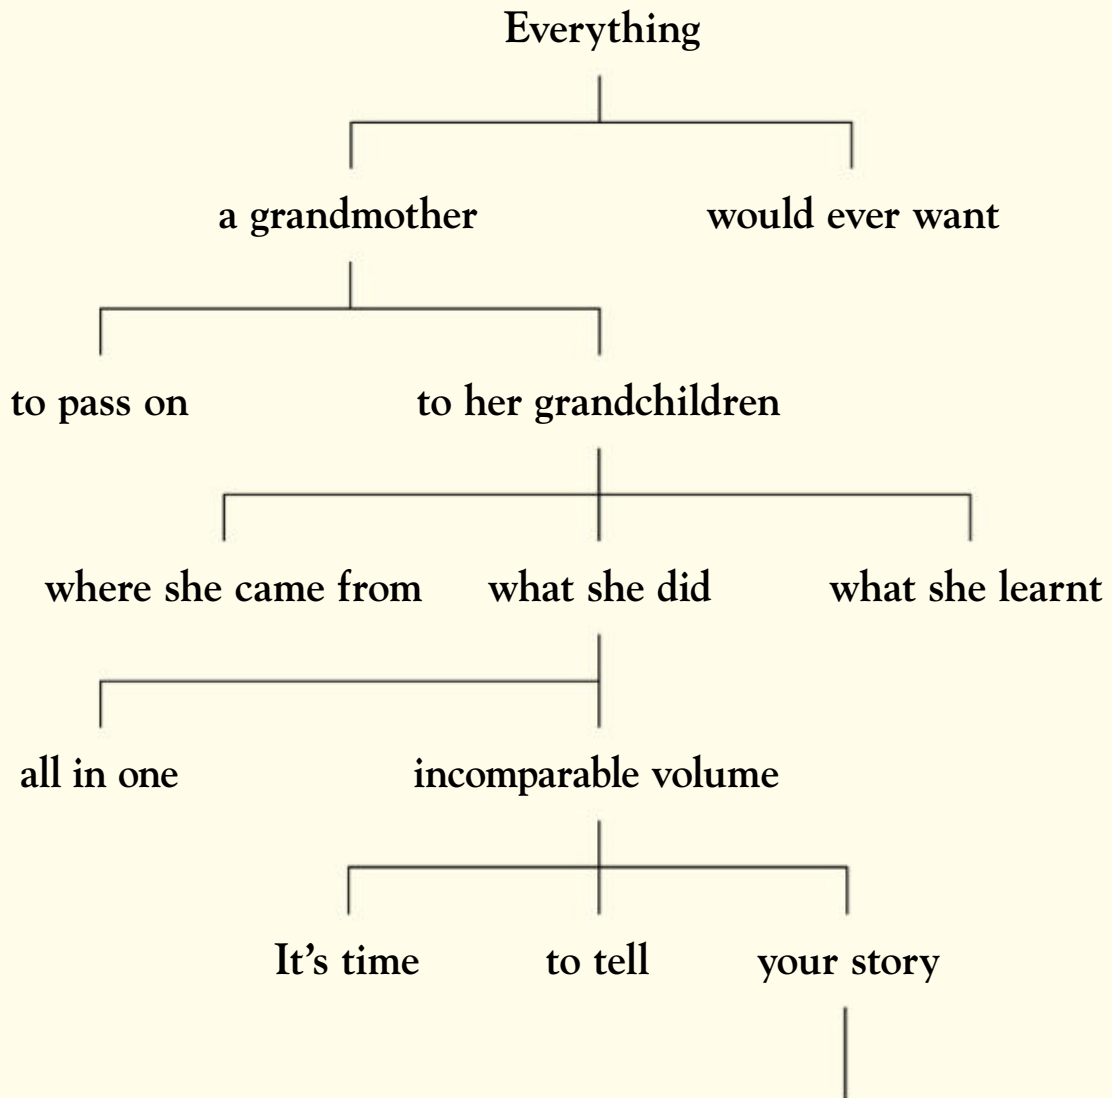 Everything
a grandmother would ever want
to pass on to her grandchildren
where she came from what she did what she learnt
all in one incomparable volume
It’s time to tell your story